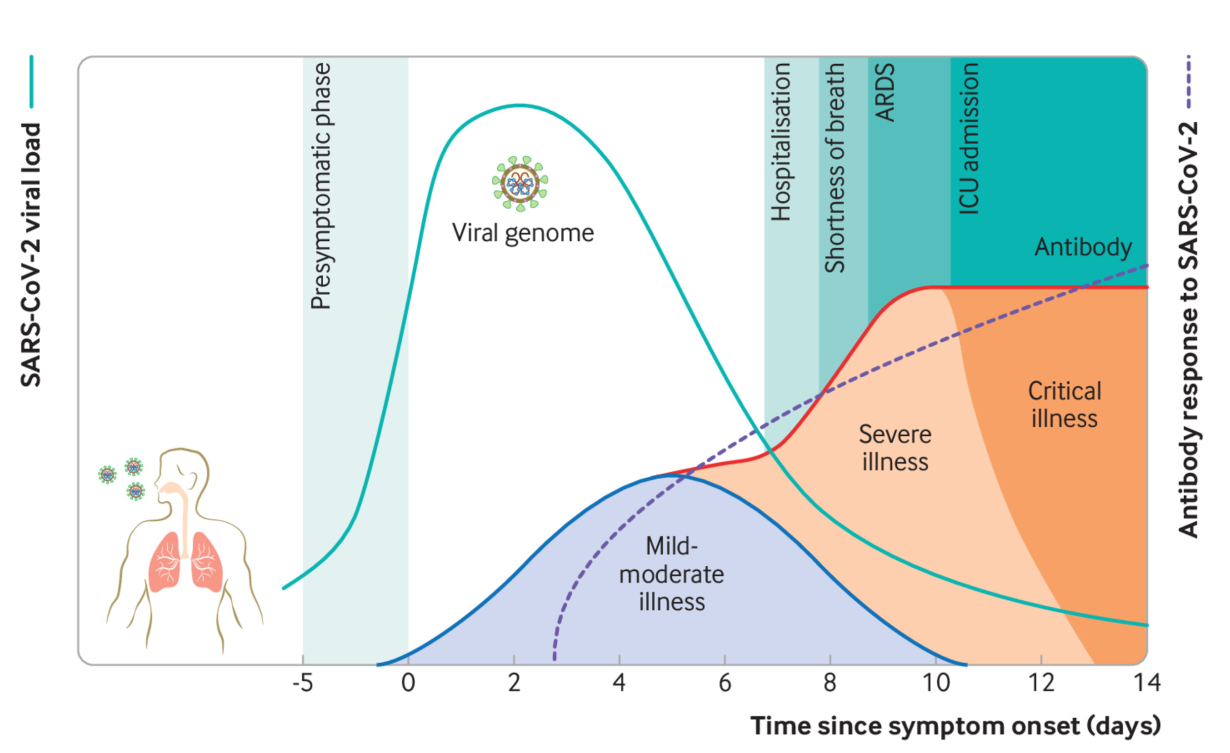 SARS-CoV-2 viral load
Presymptomatic phase
Viral genome
Hospitalisation
Shortness of breath
ARDS
ICU admission
Antibody
Critical
illness
Severe
illness
Mild-
moderate
illness
Antibody response to SARS-CoV-2
-5 0 2 4 6 8 10 12 14
Time since symptom onset (days)